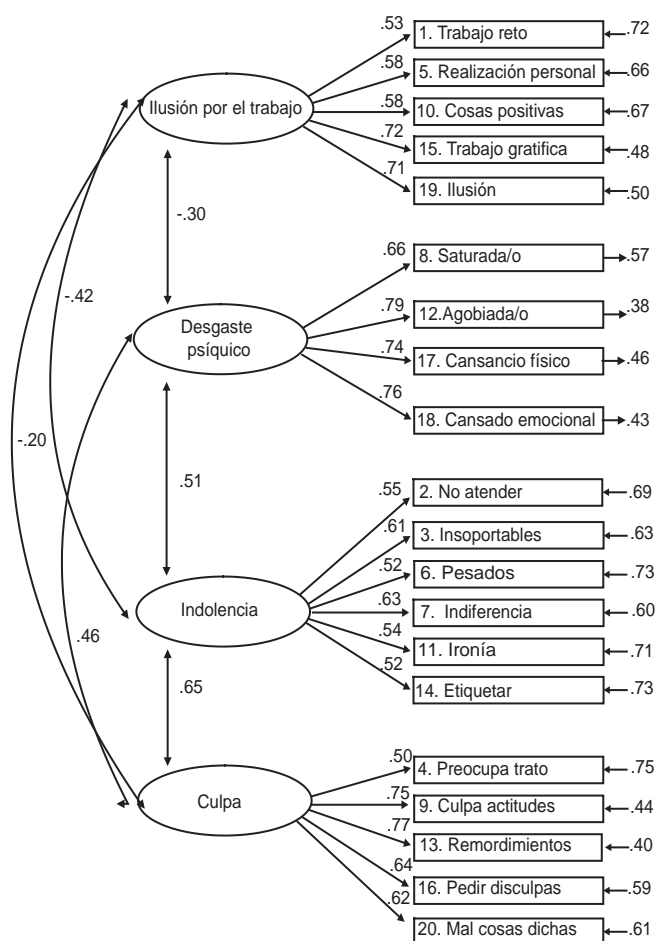 .53
1. Trabajo reto
.72
.58
5. Realización personal
.66
Ilusión por el trabajo
.58
10. Cosas positivas
.67
.72
15. Trabajo gratifica
.48
.71
19. Ilusión
.50
-.30
.66
8. Saturada/o
.57
-.42
.79
12.Agobiada/o
.38
Desgaste
psíquico
.74
17. Cansancio físico
.46
.76
18. Cansado emocional
.43
-.20
.51
.55
2. No atender
.69
.61
3. Insoportables
.63
.52
6. Pesados
.73
Indolencia
.63
7. Indiferencia
.60
.46
.54
11. Ironía
.71
.65
.52
14. Etiquetar
.73
.50
4. Preocupa trato
.75
Culpa
.75
9. Culpa actitudes
.44
.77
13. Remordimientos
.40
.64
16. Pedir disculpas
.59
.62
20. Mal cosas dichas
.61